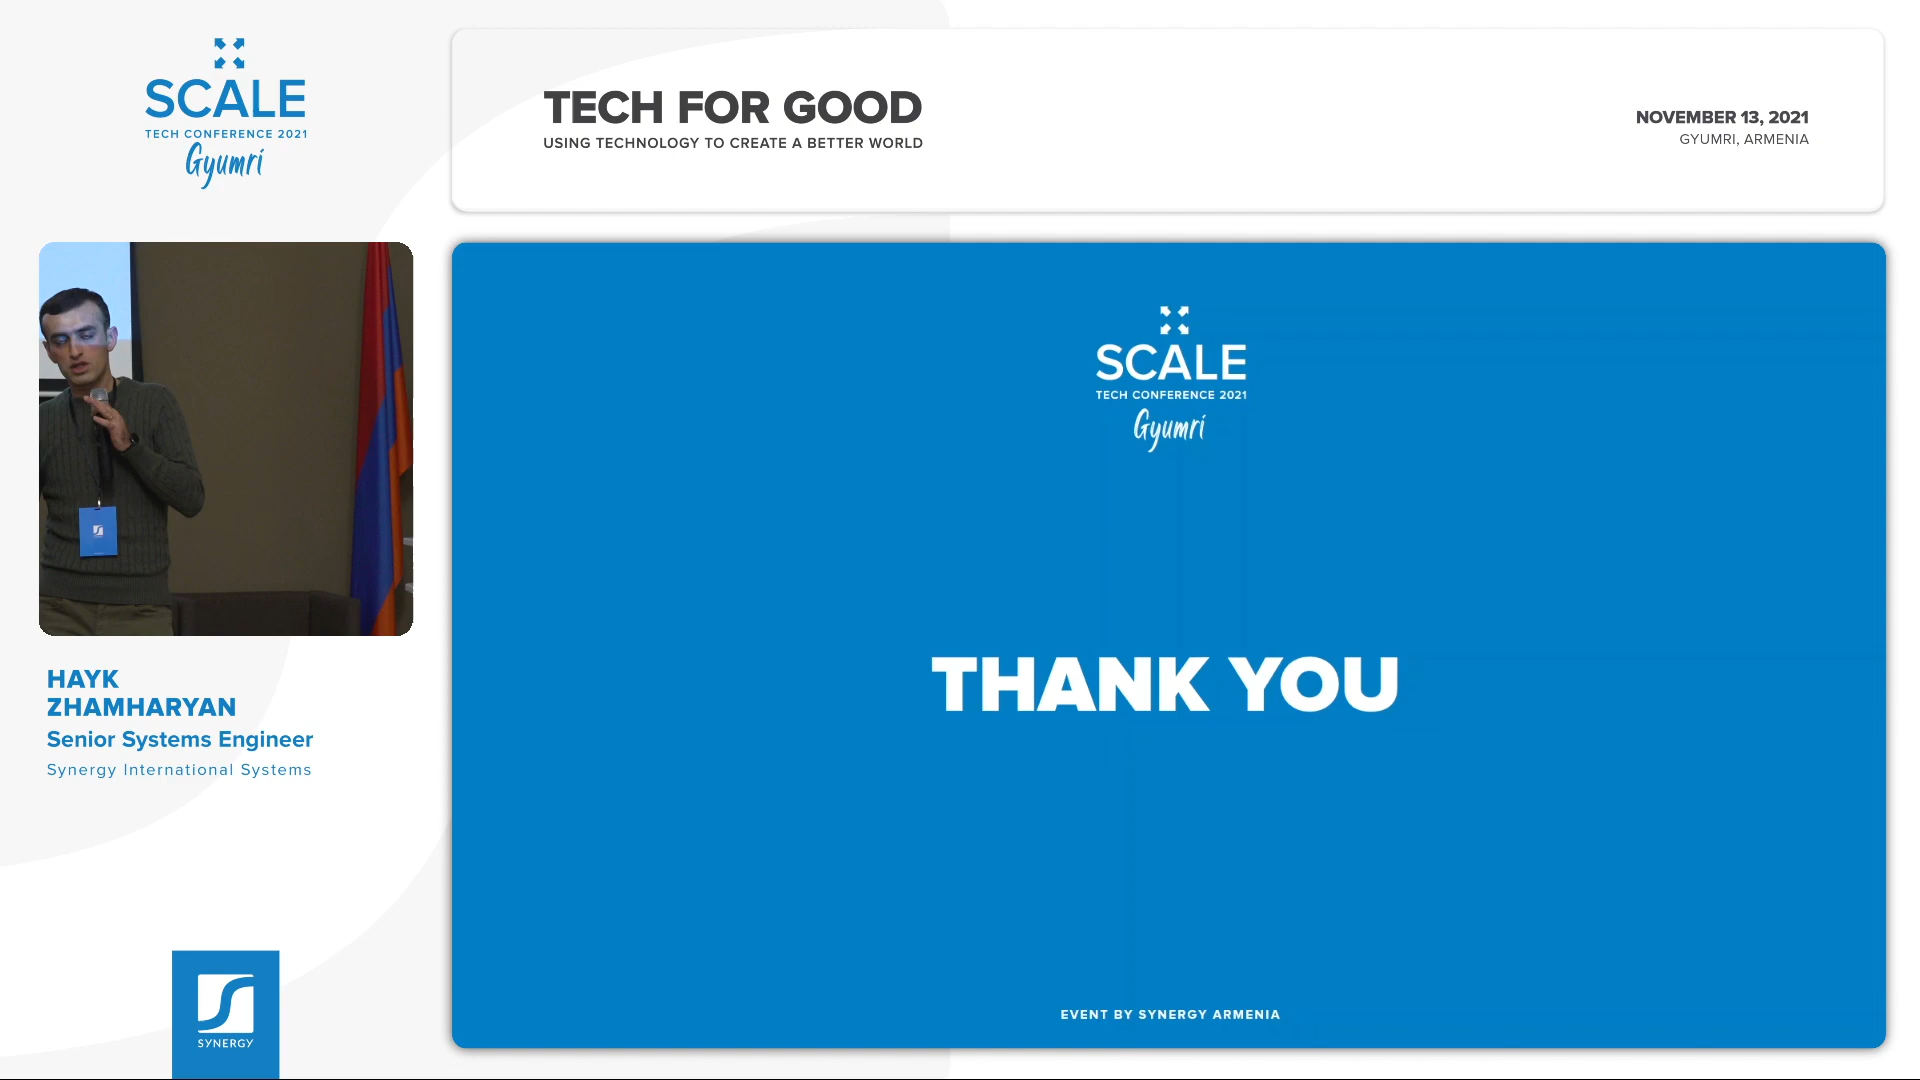 SCALE
TECH CONFERENCE 2021
Gyumri
TECH FOR GOOD
USING TECHNOLOGY TO CREATE A BETTER WORLD
NOVEMBER 13, 2021
GYUMRI, ARMENIA
HAYK
ZHAMHARYAN
Senior Systems Engineer
Synergy International Systems
SYNERGY
SCALE
TECH CONFERENCE 2021
Gyumri
THANK YOU
EVENT BY SYNERGY ARMENIA